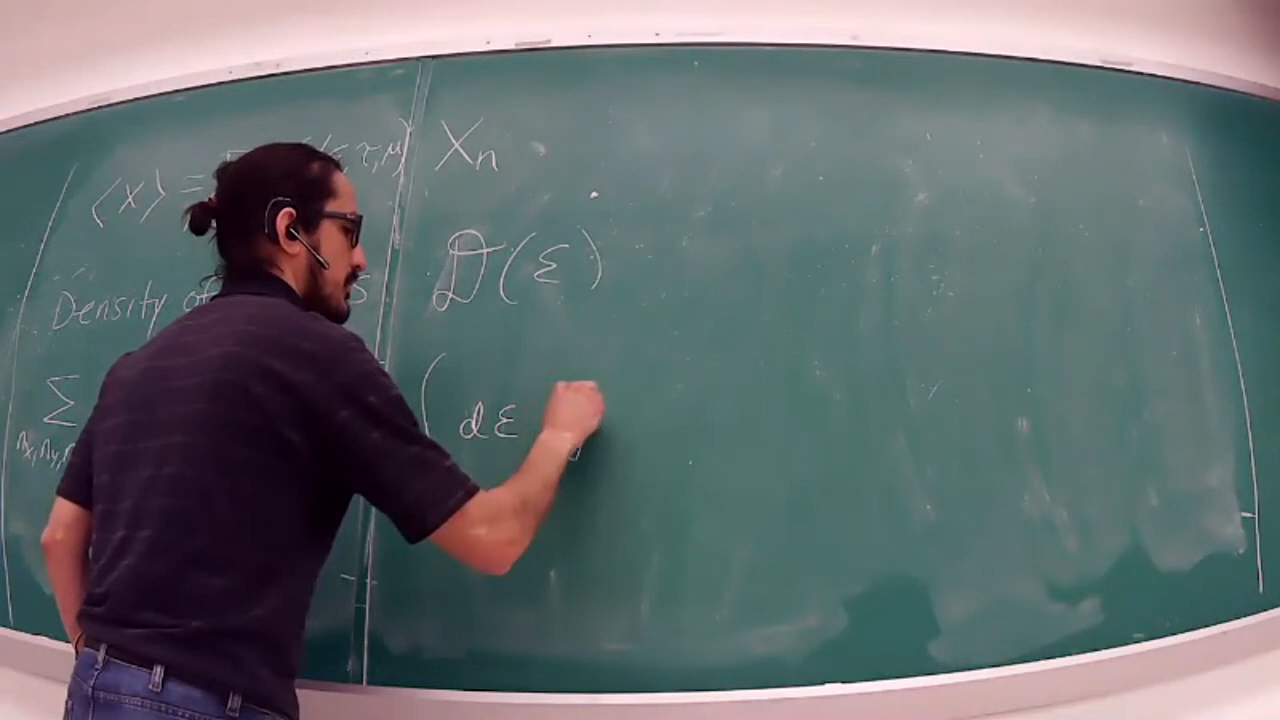 ⟨x⟩ = (ε, τ, μ) Xn
Density of
𝒟(ε)
Σ ( dε
nx, ny,